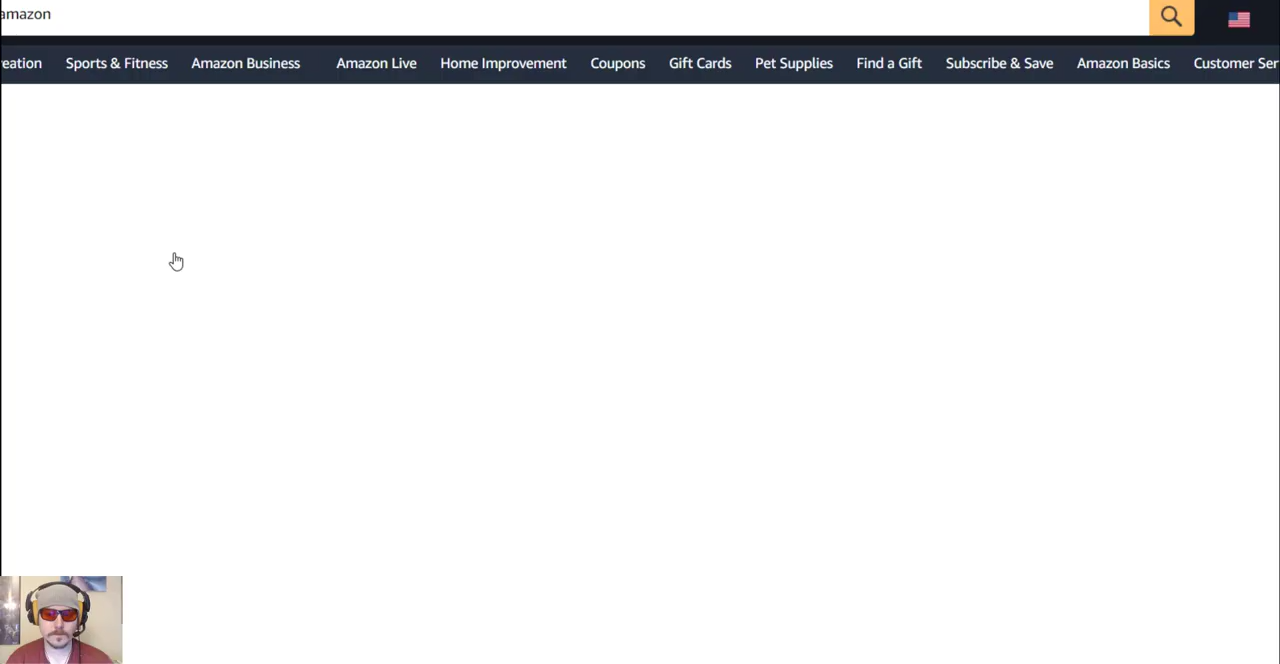 amazon
eation Sports & Fitness Amazon Business Amazon Live Home Improvement Coupons Gift Cards Pet Supplies Find a Gift Subscribe & Save Amazon Basics Customer Ser